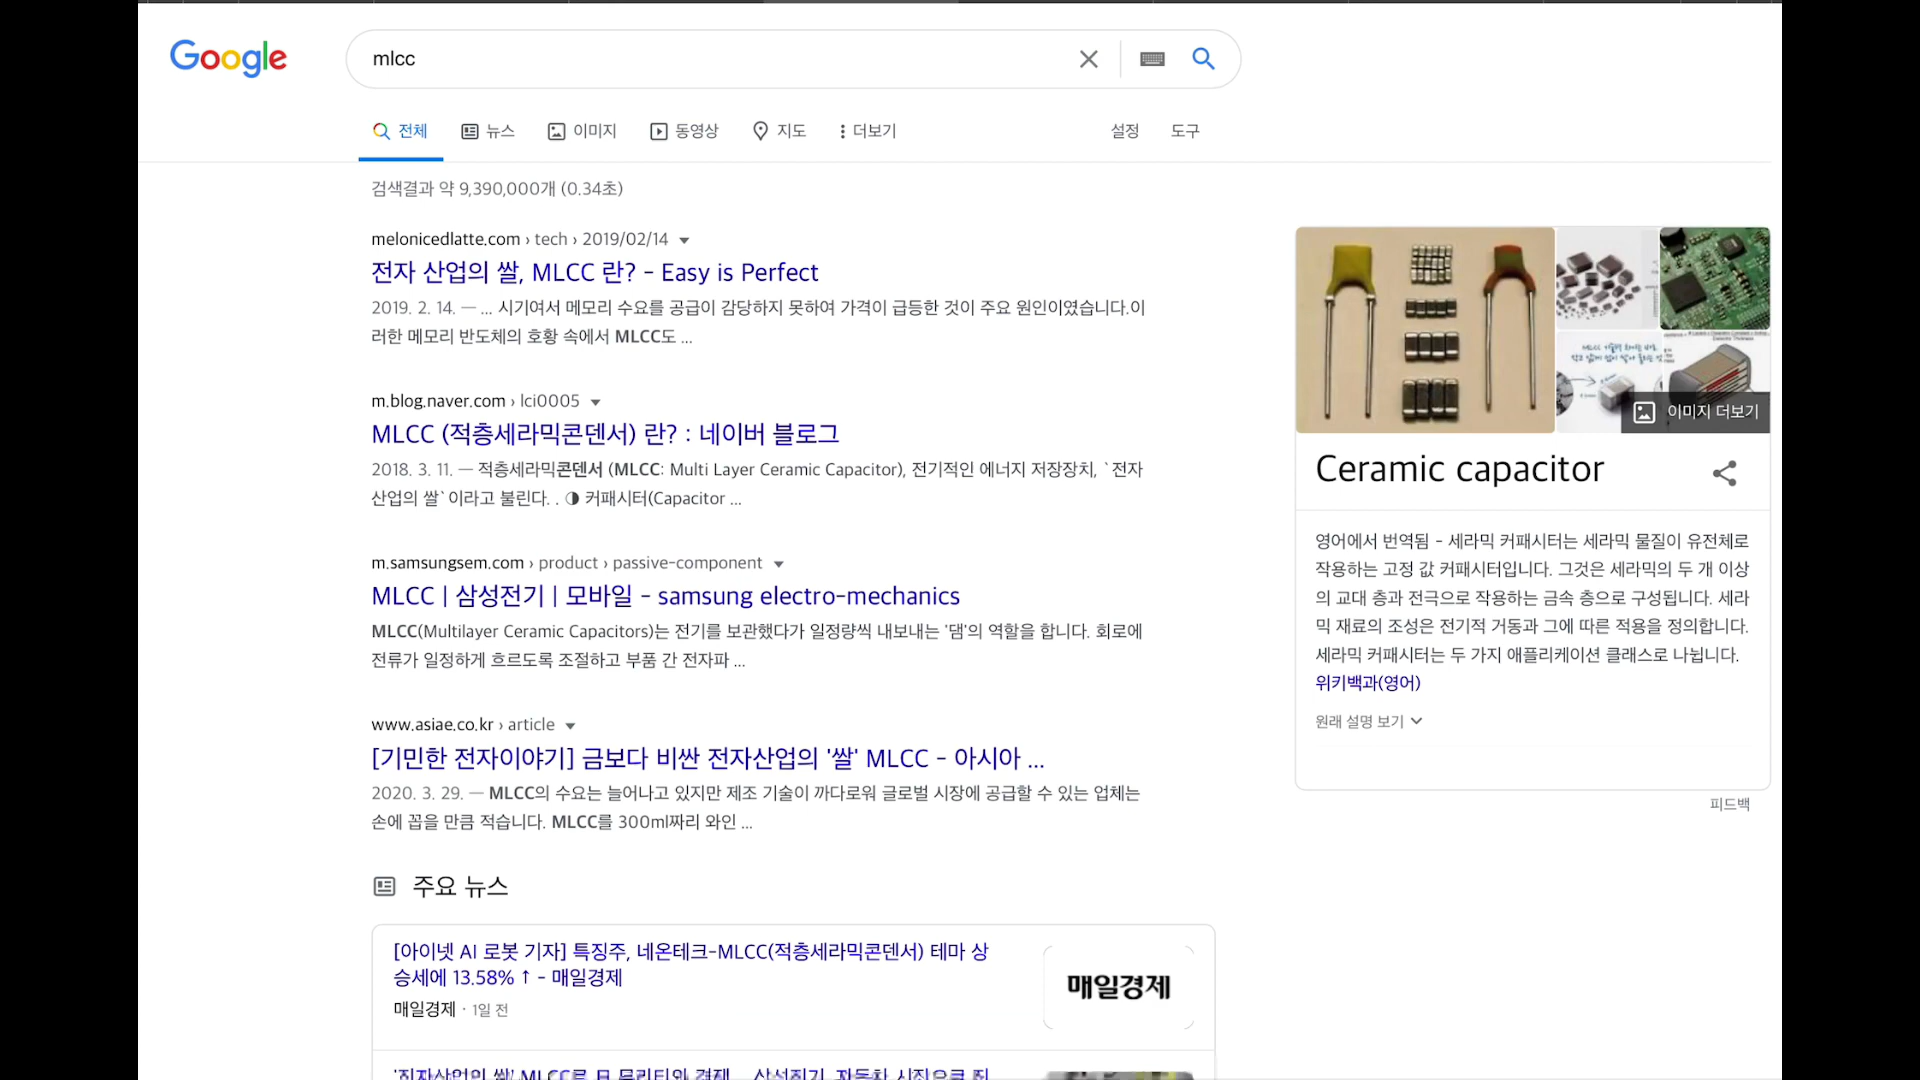 Google
mlcc
전체
뉴스
이미지
동영상
지도
더보기
설정
도구
검색결과 약 9,390,000개 (0.34초)
melonicedlatte.com › tech › 2019/02/14
전자 산업의 쌀, MLCC 란? - Easy is Perfect
2019. 2. 14. — ... 시기여서 메모리 수요를 공급이 감당하지 못하여 가격이 급등한 것이 주요 원인이였습니다.이
러한 메모리 반도체의 호황 속에서 MLCC도 ...
m.blog.naver.com › lci0005
MLCC (적층세라믹콘덴서) 란? : 네이버 블로그
2018. 3. 11. — 적층세라믹콘덴서 (MLCC: Multi Layer Ceramic Capacitor), 전기적인 에너지 저장장치, `전자
산업의 쌀`이라고 불린다. . ◑ 커패시터(Capacitor ...
m.samsungsem.com › product › passive-component
MLCC | 삼성전기 | 모바일 - samsung electro-mechanics
MLCC(Multilayer Ceramic Capacitors)는 전기를 보관했다가 일정량씩 내보내는 '댐'의 역할을 합니다. 회로에
전류가 일정하게 흐르도록 조절하고 부품 간 전자파 ...
www.asiae.co.kr › article
[기민한 전자이야기] 금보다 비싼 전자산업의 '쌀' MLCC - 아시아 ...
2020. 3. 29. — MLCC의 수요는 늘어나고 있지만 제조 기술이 까다로워 글로벌 시장에 공급할 수 있는 업체는
손에 꼽을 만큼 적습니다. MLCC를 300ml짜리 와인 ...
주요 뉴스
[아이넷 AI 로봇 기자] 특징주, 네온테크-MLCC(적층세라믹콘덴서) 테마 상
승세에 13.58% ↑ - 매일경제
매일경제 · 1일 전
매일경제
이미지 더보기
Ceramic capacitor
영어에서 번역됨 - 세라믹 커패시터는 세라믹 물질이 유전체로
작용하는 고정 값 커패시터입니다. 그것은 세라믹의 두 개 이상
의 교대 층과 전극으로 작용하는 금속 층으로 구성됩니다. 세라
믹 재료의 조성은 전기적 거동과 그에 따른 적용을 정의합니다.
세라믹 커패시터는 두 가지 애플리케이션 클래스로 나뉩니다.
위키백과(영어)
원래 설명 보기
피드백